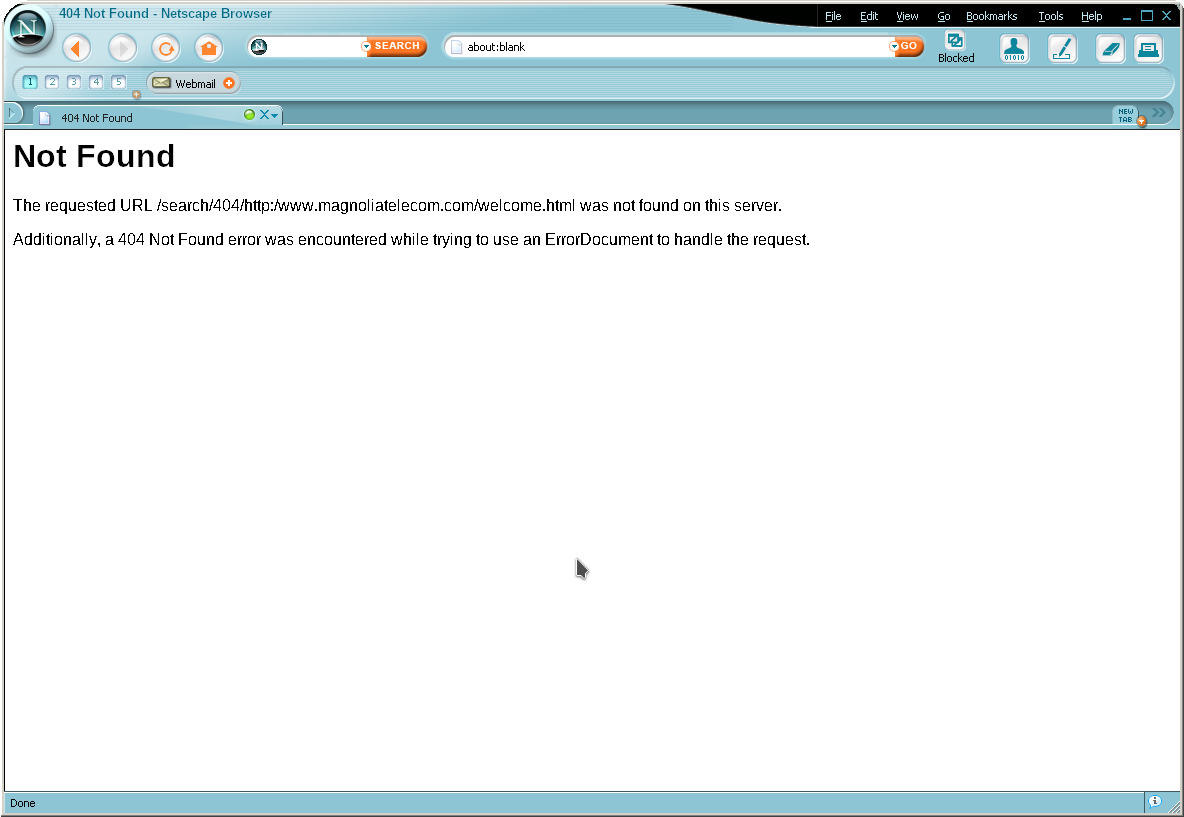 404 Not Found - Netscape Browser
File Edit View Go Bookmarks Tools Help
N
N SEARCH
about:blank GO
Blocked
01010
1 2 3 4 5
Webmail
404 Not Found
NEW
TAB
Not Found
The requested URL /search/404/http:/www.magnoliatelecom.com/welcome.html was not found on this server.
Additionally, a 404 Not Found error was encountered while trying to use an ErrorDocument to handle the request.
Done